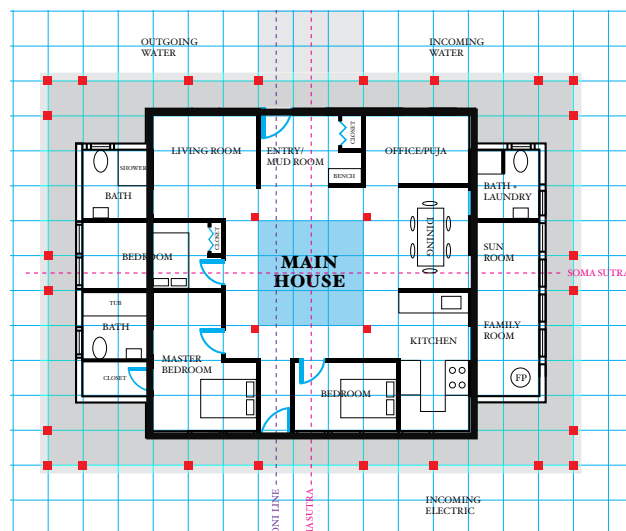 OUTGOING
WATER
INCOMING
WATER
LIVING ROOM
ENTRY/
MUD ROOM
CLOSET
BENCH
OFFICE/PUJA
SHOWER
BATH
BATH +
LAUNDRY
BEDROOM
CLOSET
MAIN
HOUSE
DINING
SUN
ROOM
SOMA SUTRA
TUB
BATH
CLOSET
MASTER
BEDROOM
BEDROOM
KITCHEN
FAMILY
ROOM
FP
INCOMING
ELECTRIC
LINE
SUTRA